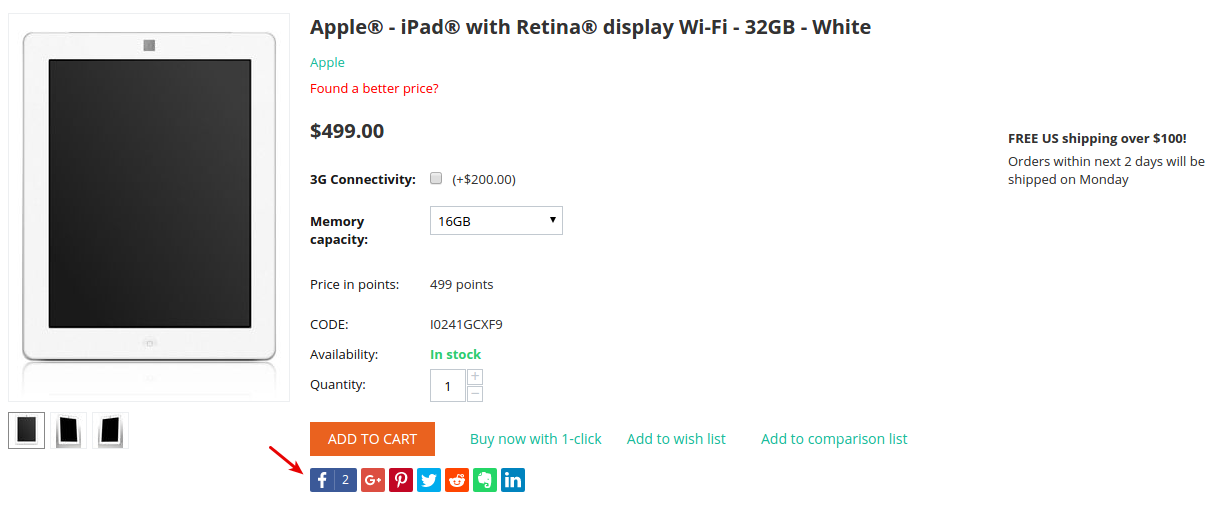 Apple® - iPad® with Retina® display Wi-Fi - 32GB - White
Apple
Found a better price?
$499.00
FREE US shipping over $100!
Orders within next 2 days will be
shipped on Monday
3G Connectivity: (+$200.00)
Memory
capacity:
16GB
Price in points: 499 points
CODE: I0241GCXF9
Availability: In stock
Quantity: 1 + −
ADD TO CART Buy now with 1-click Add to wish list Add to comparison list
f 2 G+ in